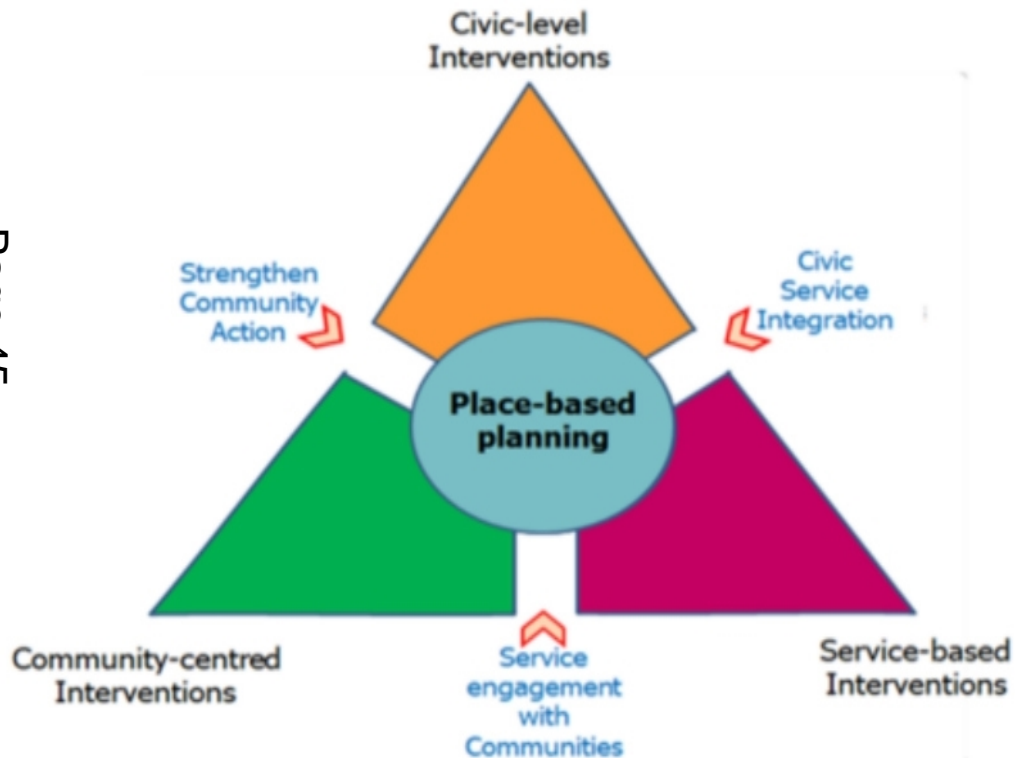 Civic-level
Interventions
Strengthen
Community
Action
Civic
Service
Integration
Place-based
planning
Community-centred
Interventions
Service
engagement
with
Communities
Service-based
Interventions